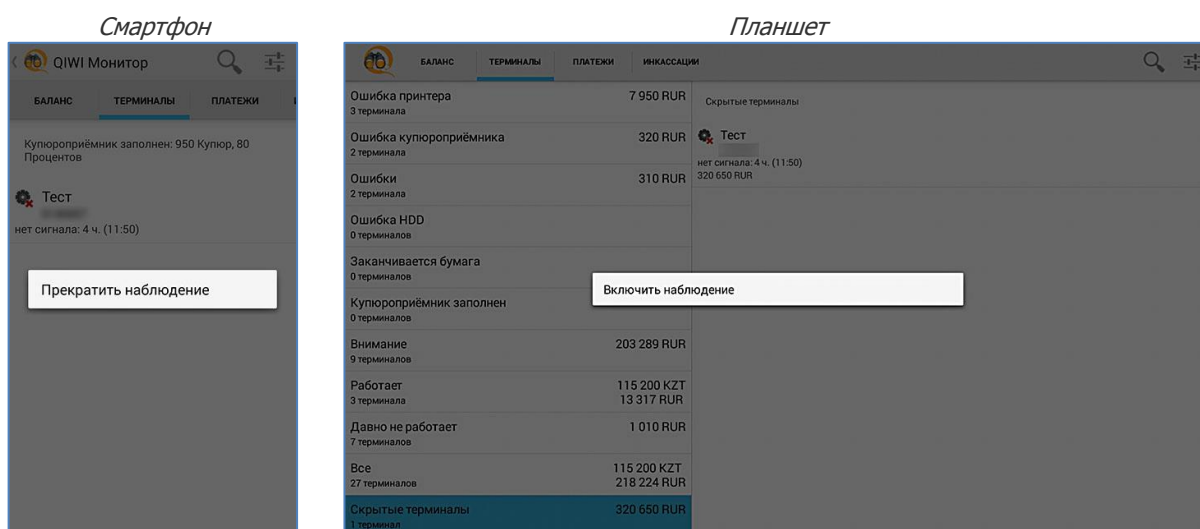 Смартфон
QIWI Монитор
БАЛАНС ТЕРМИНАЛЫ ПЛАТЕЖИ
Купюроприёмник заполнен: 950 Купюр, 80
Процентов
Тест
нет сигнала: 4 ч. (11:50)
Прекратить наблюдение
Планшет
БАЛАНС ТЕРМИНАЛЫ ПЛАТЕЖИ ИНКАССАЦИИ
Ошибка принтера 7 950 RUR
3 терминала
Ошибка купюроприёмника 320 RUR
2 терминала
Ошибки 310 RUR
2 терминала
Ошибка HDD
0 терминалов
Заканчивается бумага
0 терминалов
Купюроприёмник заполнен
0 терминалов
Внимание 203 289 RUR
9 терминалов
Работает 115 200 KZT
3 терминала 13 317 RUR
Давно не работает 1 010 RUR
7 терминалов
Все 115 200 KZT
27 терминалов 218 224 RUR
Скрытые терминалы 320 650 RUR
1 терминал
Скрытые терминалы
Тест
нет сигнала: 4 ч. (11:50)
320 650 RUR
Включить наблюдение